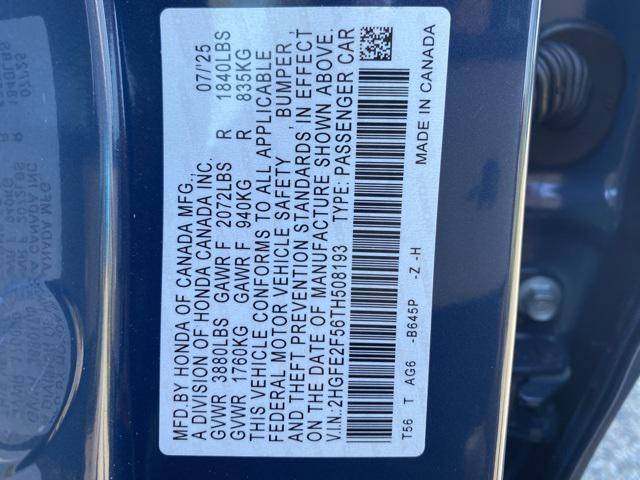 MFD.BY HONDA OF CANADA MFG., 07/'25
A DIVISION OF HONDA CANADA INC.
GVWR 3880LBS GAWR F 2072LBS R 1840LBS
GVWR 1760KG GAWR F 940KG R 835KG
THIS VEHICLE CONFORMS TO ALL APPLICABLE
FEDERAL MOTOR VEHICLE SAFETY , BUMPER ,
AND THEFT PREVENTION STANDARDS IN EFFECT
ON THE DATE OF MANUFACTURE SHOWN ABOVE.
V.I.N.:2HGFE2F56TH508193 TYPE: PASSENGER CAR
T56 T AG6 -B645P -Z -H
MADE IN CANADA